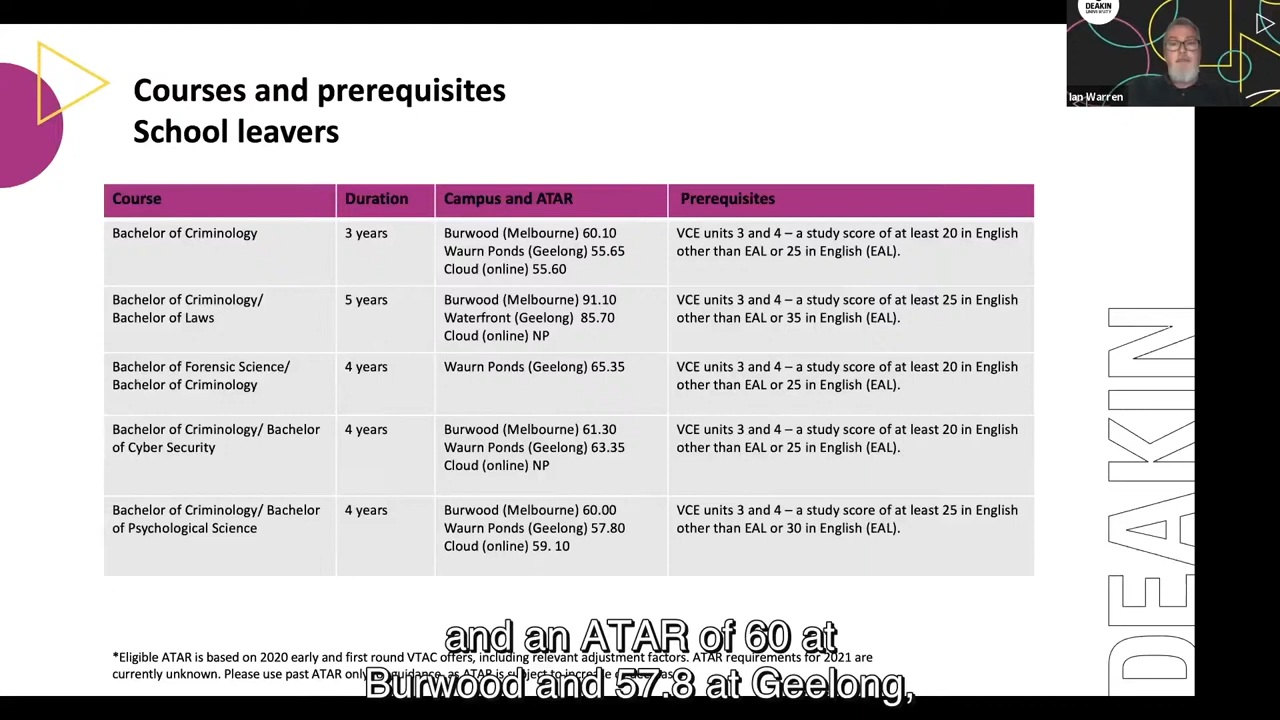 DEAKIN
UNIVERSITY
Ian Warren
Courses and prerequisites
School leavers
Course Duration Campus and ATAR Prerequisites
Bachelor of Criminology
3 years
Burwood (Melbourne) 60.10
Waurn Ponds (Geelong) 55.65
Cloud (online) 55.60
VCE units 3 and 4 – a study score of at least 20 in English
other than EAL or 25 in English (EAL).
Bachelor of Criminology/
Bachelor of Laws
5 years
Burwood (Melbourne) 91.10
Waterfront (Geelong) 85.70
Cloud (online) NP
VCE units 3 and 4 – a study score of at least 25 in English
other than EAL or 35 in English (EAL).
Bachelor of Forensic Science/
Bachelor of Criminology
4 years
Waurn Ponds (Geelong) 65.35
VCE units 3 and 4 – a study score of at least 20 in English
other than EAL or 25 in English (EAL).
Bachelor of Criminology/ Bachelor
of Cyber Security
4 years
Burwood (Melbourne) 61.30
Waurn Ponds (Geelong) 63.35
Cloud (online) NP
VCE units 3 and 4 – a study score of at least 20 in English
other than EAL or 25 in English (EAL).
Bachelor of Criminology/ Bachelor
of Psychological Science
4 years
Burwood (Melbourne) 60.00
Waurn Ponds (Geelong) 57.80
Cloud (online) 59. 10
VCE units 3 and 4 – a study score of at least 25 in English
other than EAL or 30 in English (EAL).
*Eligible ATAR is based on 2020 early and first round VTAC offers, including relevant adjustment factors. ATAR requirements for 2021 are
currently unknown. Please use past ATAR only guidance, as ATAR is subject to increase
and an ATAR of 60 at
Burwood and 57.8 at Geelong,
DEAKIN